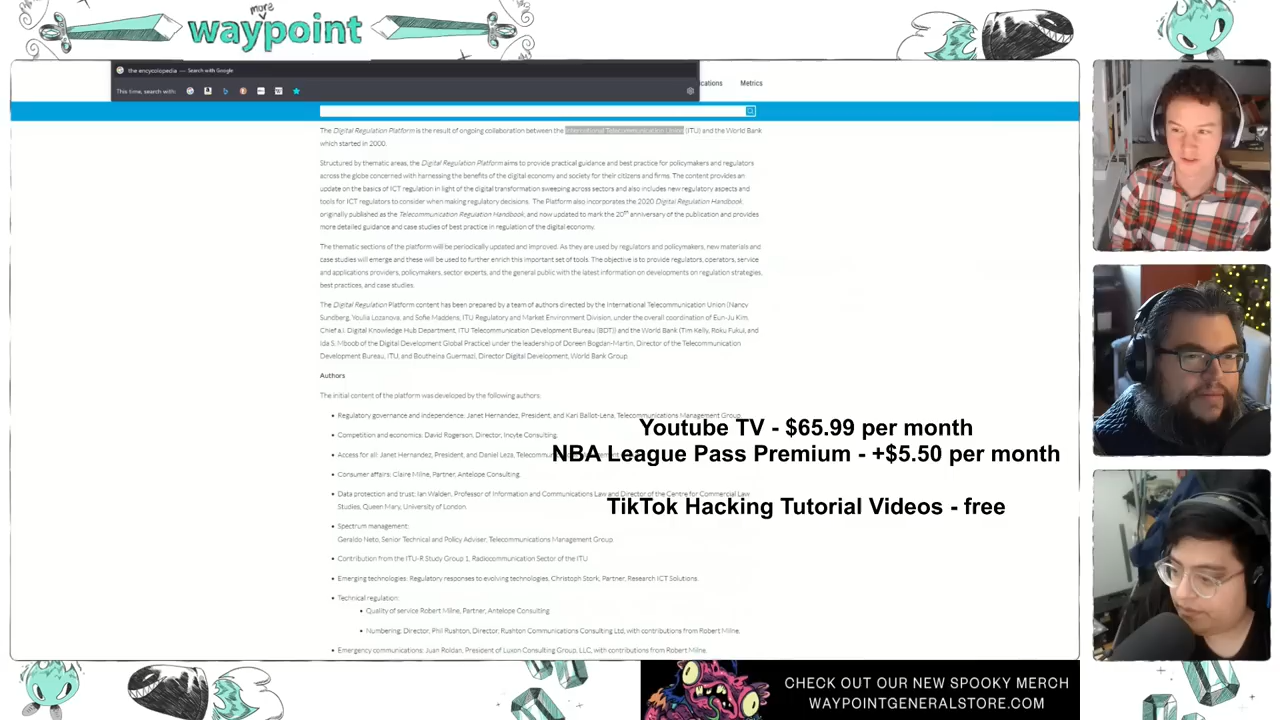 more
waypoint
the encycolopedia — Search with Google
This time, search with:
cations Metrics
The Digital Regulation Platform is the result of ongoing collaboration between the International Telecommunication Union (ITU) and the World Bank
which started in 2000.
Structured by thematic areas, the Digital Regulation Platform aims to provide practical guidance and best practice for policymakers and regulators
across the globe concerned with harnessing the benefits of the digital economy and society for their citizens and firms. The content provides an
update on the basics of ICT regulation in light of the digital transformation sweeping across sectors and also includes new regulatory aspects and
tools for ICT regulators to consider when making regulatory decisions. The Platform also incorporates the 2020 Digital Regulation Handbook,
originally published as the Telecommunication Regulation Handbook, and now updated to mark the 20th anniversary of the publication and provides
more detailed guidance and case studies of best practice in regulation of the digital economy.
The thematic sections of the platform will be periodically updated and improved. As they are used by regulators and policymakers, new materials and
case studies will emerge and these will be used to further enrich this important set of tools. The objective is to provide regulators, operators, service
and applications providers, policymakers, sector experts, and the general public with the latest information on developments on regulation strategies,
best practices, and case studies.
The Digital Regulation Platform content has been prepared by a team of authors directed by the International Telecommunication Union (Nancy
Sundberg, Youlia Lozanova, and Sofie Maddens, ITU Regulatory and Market Environment Division, under the overall coordination of Eun-Ju Kim,
Chief a.i. Digital Knowledge Hub Department, ITU Telecommunication Development Bureau (BDT)) and the World Bank (Tim Kelly, Roku Fukui, and
Ida S. Mboob of the Digital Development Global Practice) under the leadership of Doreen Bogdan-Martin, Director of the Telecommunication
Development Bureau, ITU, and Boutheina Guermazi, Director Digital Development, World Bank Group.
Authors
The initial content of the platform was developed by the following authors:
• Regulatory governance and independence: Janet Hernandez, President, and Kari Ballot-Lena, Telecommunications Management Group.
• Competition and economics: David Rogerson, Director, Incyte Consulting.
• Access for all: Janet Hernandez, President, and Daniel Leza,
• Consumer affairs: Claire Milne, Partner, Antelope Consulting.
• Data protection and trust: Ian Walden, Professor of Information and Communications Law and Director of the Centre for Commercial Law
Studies, Queen Mary, University of London.
• Spectrum management:
Geraldo Neto, Senior Technical and Policy Adviser, Telecommunications Management Group.
• Contribution from the ITU-R Study Group 1, Radiocommunication Sector of the ITU
• Emerging technologies: Regulatory responses to evolving technologies, Christoph Stork, Partner, Research ICT Solutions.
• Technical regulation:
• Quality of service Robert Milne, Partner, Antelope Consulting
• Numbering, Director, Phil Rushton, Director, Rushton Communications Consulting Ltd, with contributions from Robert Milne.
• Emergency communications: Juan Roldan, President of Luxon Consulting Group, LLC, with contributions from Robert Milne.
Youtube TV - $65.99 per month
NBA League Pass Premium - +$5.50 per month
TikTok Hacking Tutorial Videos - free
CHECK OUT OUR NEW SPOOKY MERCH
WAYPOINTGENERALSTORE.COM